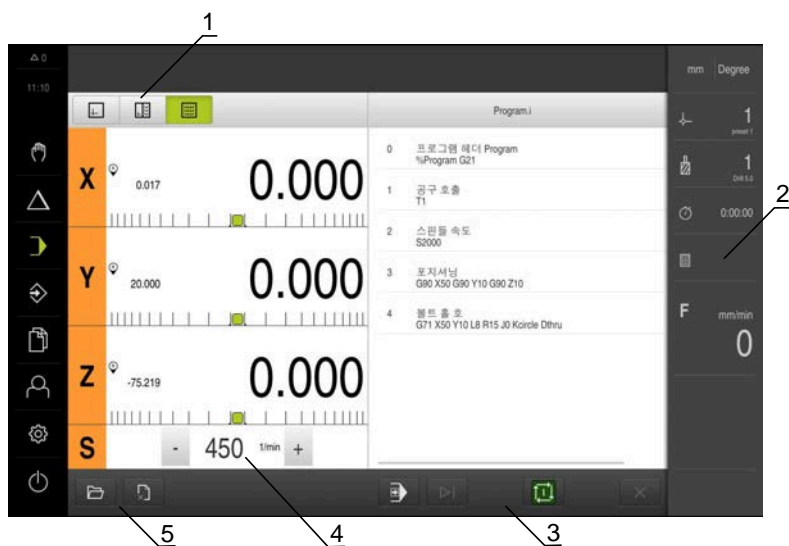 1
△ 0
11:10
mm Degree
Program.i
1
preset 1
X
0.017
0.000
0 프로그램 헤더 Program
%Program G21
1
Drill 5.0
1 공구 호출
T1
2
0:00:00
2 스핀들 속도
S2000
Y
20.000
0.000
3 포지셔닝
G90 X50 G90 Y10 G90 Z10
4 볼트 홀 호
G71 X50 Y10 L8 R15 J0 Kcircle Dthru
F mm/min
0
Z
-75.219
0.000
S - 450 1/min +
5
4
3